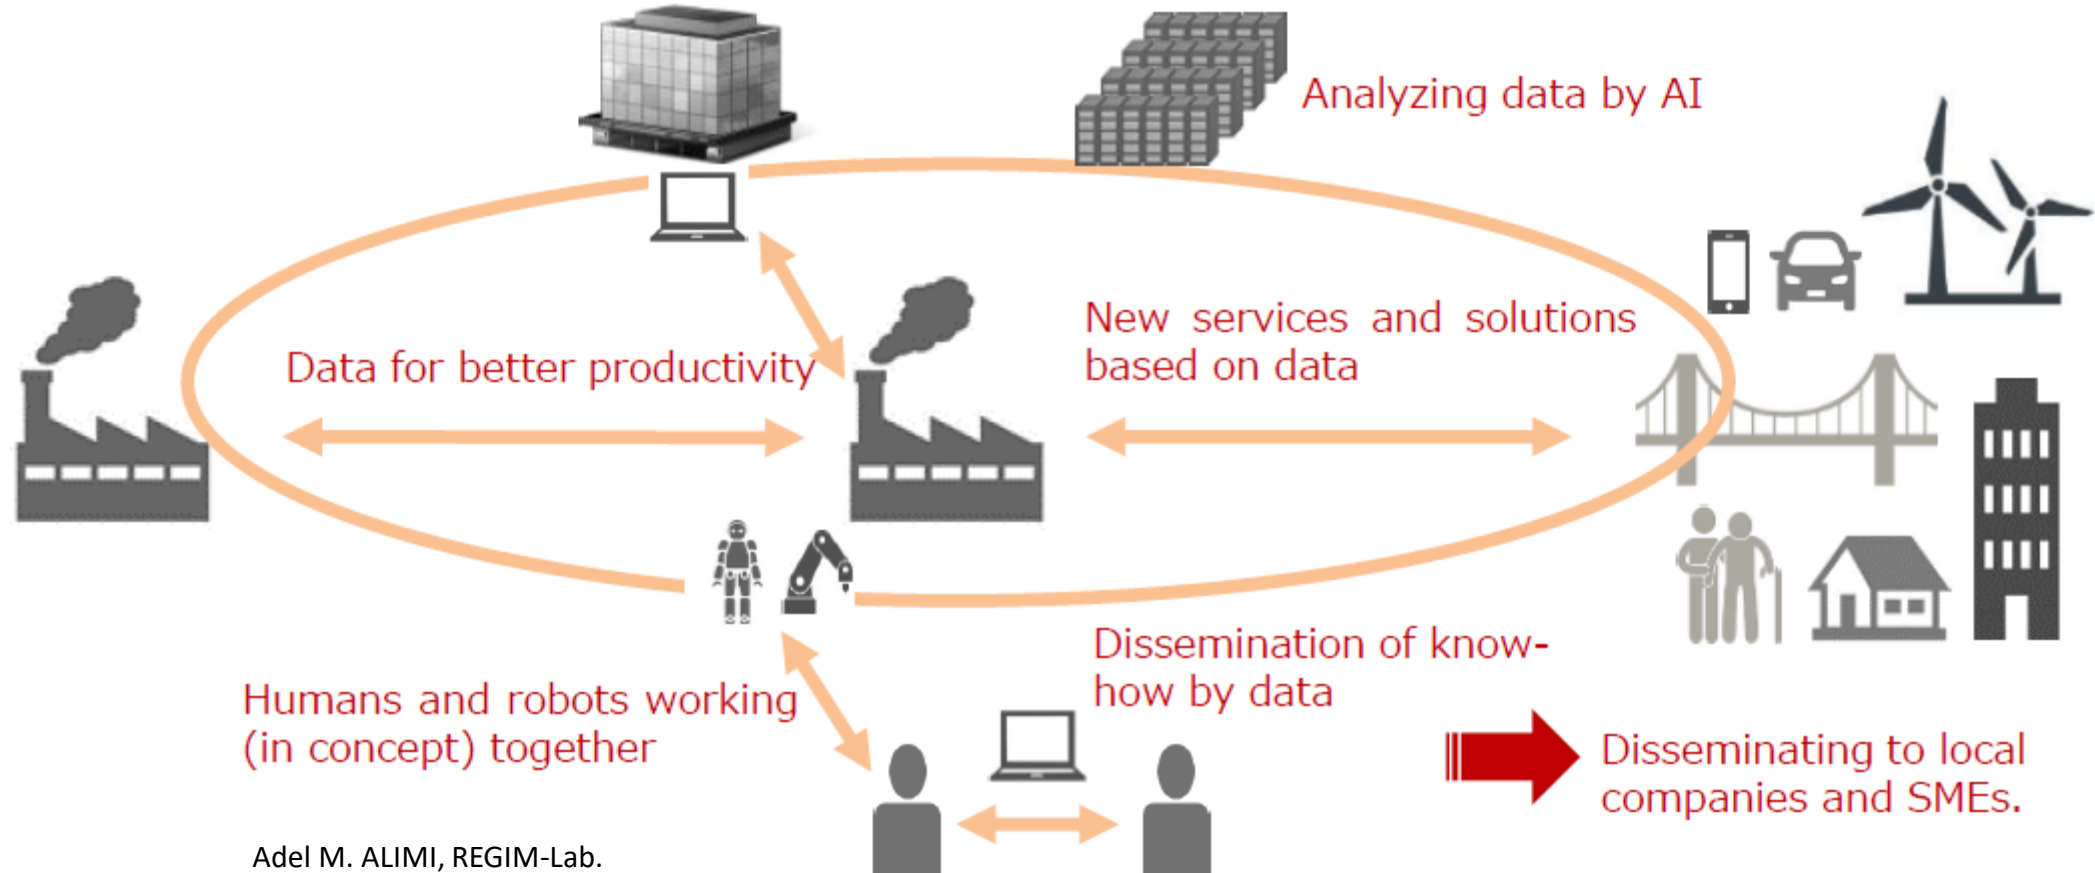 Analyzing data by AI
New services and solutions
based on data
Data for better productivity
Dissemination of know-
how by data
Humans and robots working
(in concept) together
Disseminating to local
companies and SMEs.
Adel M. ALIMI, REGIM-Lab.